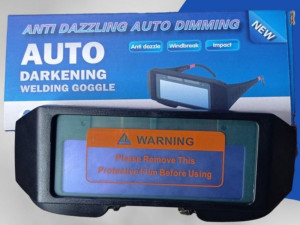 ANTI DAZZLING AUTO DIMMING
NEW
AUTO
DARKENING
WELDING GOGGLE
Anti dazzle
Windbreak
Impact
WARNING
Please Remove This
Protective Film Before Using